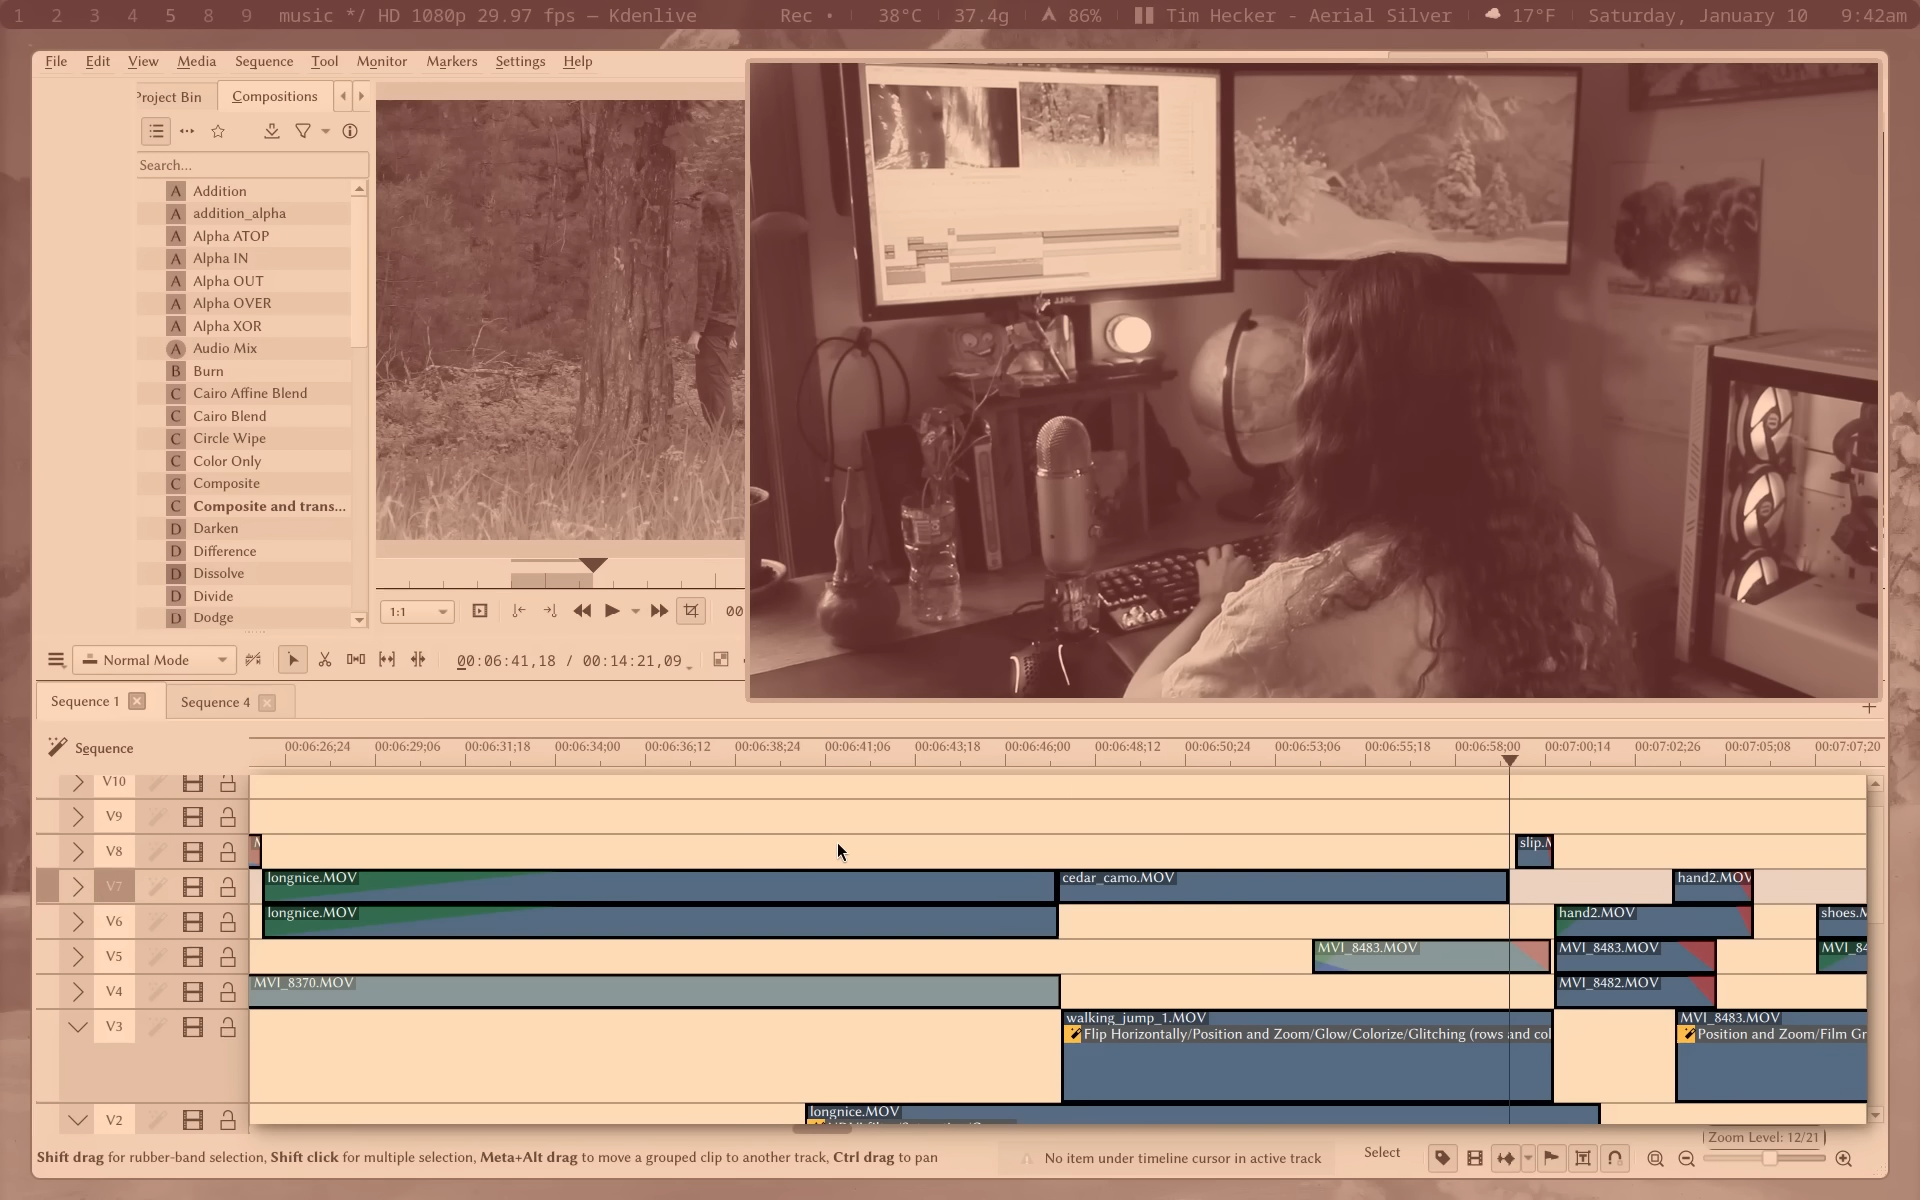 1 2 3 4 5 8 9 music */ HD 1080p 29.97 fps — Kdenlive Rec • 38°C 37.4g 86% Tim Hecker - Aerial Silver 17°F Saturday, January 10 9:42am
File Edit View Media Sequence Tool Monitor Markers Settings Help
Project Bin Compositions
Search...
A Addition
A addition_alpha
A Alpha ATOP
A Alpha IN
A Alpha OUT
A Alpha OVER
A Alpha XOR
A Audio Mix
B Burn
C Cairo Affine Blend
C Cairo Blend
C Circle Wipe
C Color Only
C Composite
C Composite and trans...
D Darken
D Difference
D Dissolve
D Divide
D Dodge
1:1 00
Normal Mode 00:06:41,18 / 00:14:21,09
Sequence 1 Sequence 4
Sequence 00:06:26;24 00:06:29;06 00:06:31;18 00:06:34;00 00:06:36;12 00:06:38;24 00:06:41;06 00:06:43;18 00:06:46;00 00:06:48;12 00:06:50;24 00:06:53;06 00:06:55;18 00:06:58;00 00:07:00;14 00:07:02;26 00:07:05;08 00:07:07;20
V10
V9
V8 slip.M
V7 longnice.MOV cedar_camo.MOV hand2.MOV
V6 longnice.MOV hand2.MOV shoes.M
V5 MVI_8483.MOV MVI_8483.MOV MVI_84
V4 MVI_8370.MOV MVI_8482.MOV
V3 walking_jump_1.MOV MVI_8483.MOV
Flip Horizontally/Position and Zoom/Glow/Colorize/Glitching (rows and col Position and Zoom/Film Gr
V2 longnice.MOV
Zoom Level: 12/21
Shift drag for rubber-band selection, Shift click for multiple selection, Meta+Alt drag to move a grouped clip to another track, Ctrl drag to pan No item under timeline cursor in active track Select